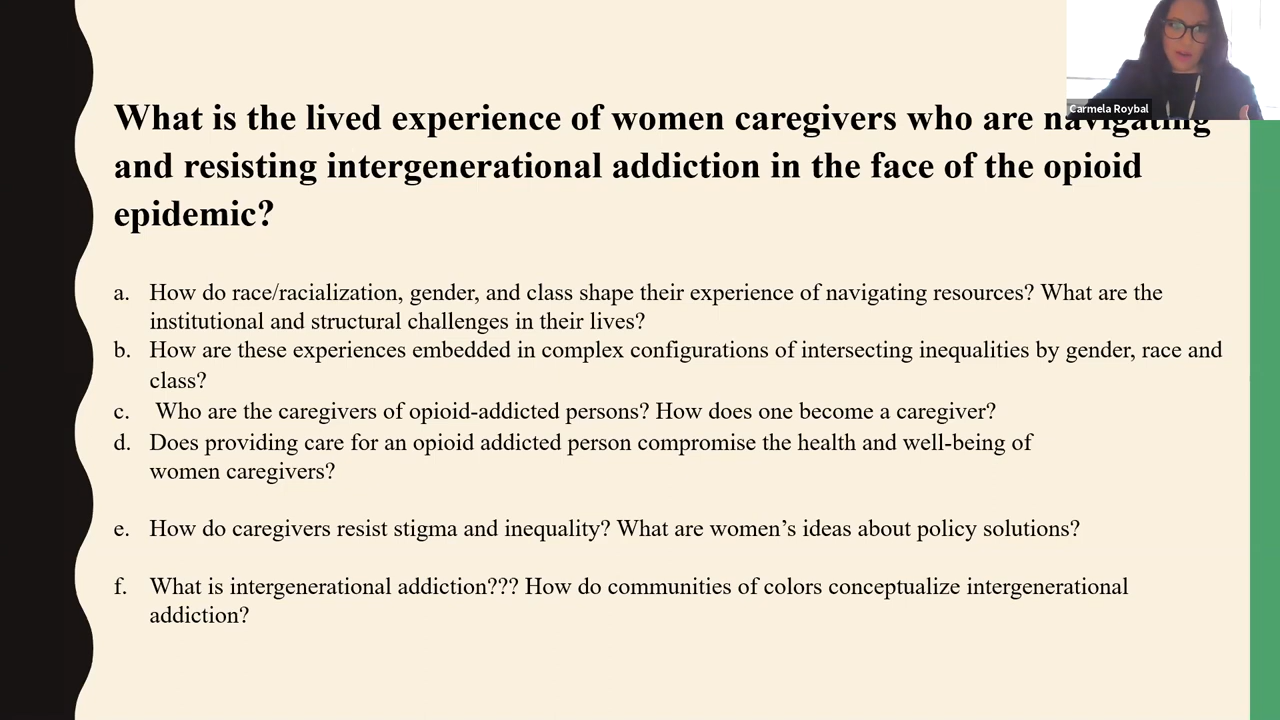 Carmela Roybal
What is the lived experience of women caregivers who are navigating
and resisting intergenerational addiction in the face of the opioid
epidemic?
a. How do race/racialization, gender, and class shape their experience of navigating resources? What are the
institutional and structural challenges in their lives?
b. How are these experiences embedded in complex configurations of intersecting inequalities by gender, race and
class?
c. Who are the caregivers of opioid-addicted persons? How does one become a caregiver?
d. Does providing care for an opioid addicted person compromise the health and well-being of
women caregivers?
e. How do caregivers resist stigma and inequality? What are women’s ideas about policy solutions?
f. What is intergenerational addiction??? How do communities of colors conceptualize intergenerational
addiction?